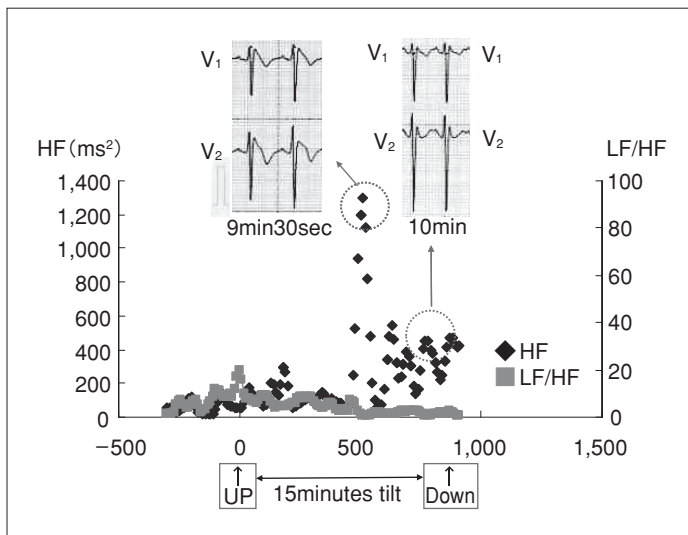 V1
V1 V1
V2
V2 V2
HF (ms2)
LF/HF
9min30sec
10min
1,400
1,200
1,000
800
600
400
200
0
100
80
60
40
20
0
HF
LF/HF
−500 0 500 1,000 1,500
UP
15minutes tilt
Down